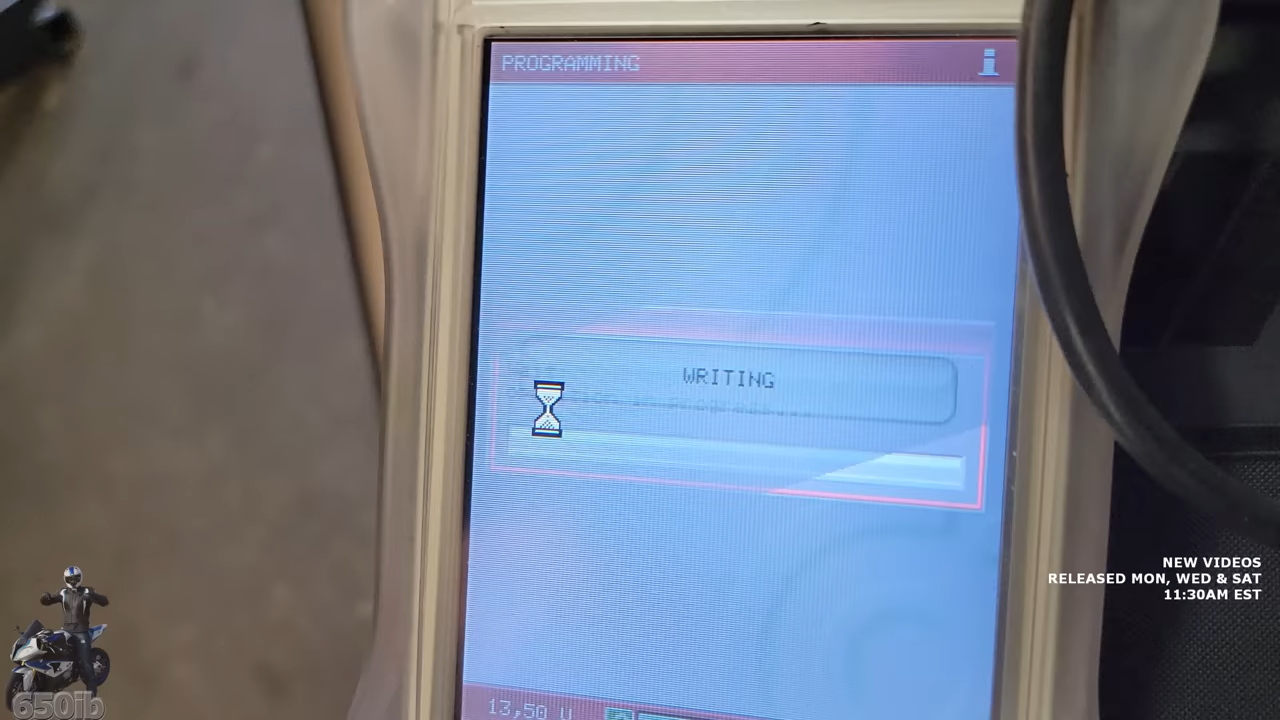 PROGRAMMING
i
WRITING
13,50 V
NEW VIDEOS
RELEASED MON, WED & SAT
11:30AM EST
650ib